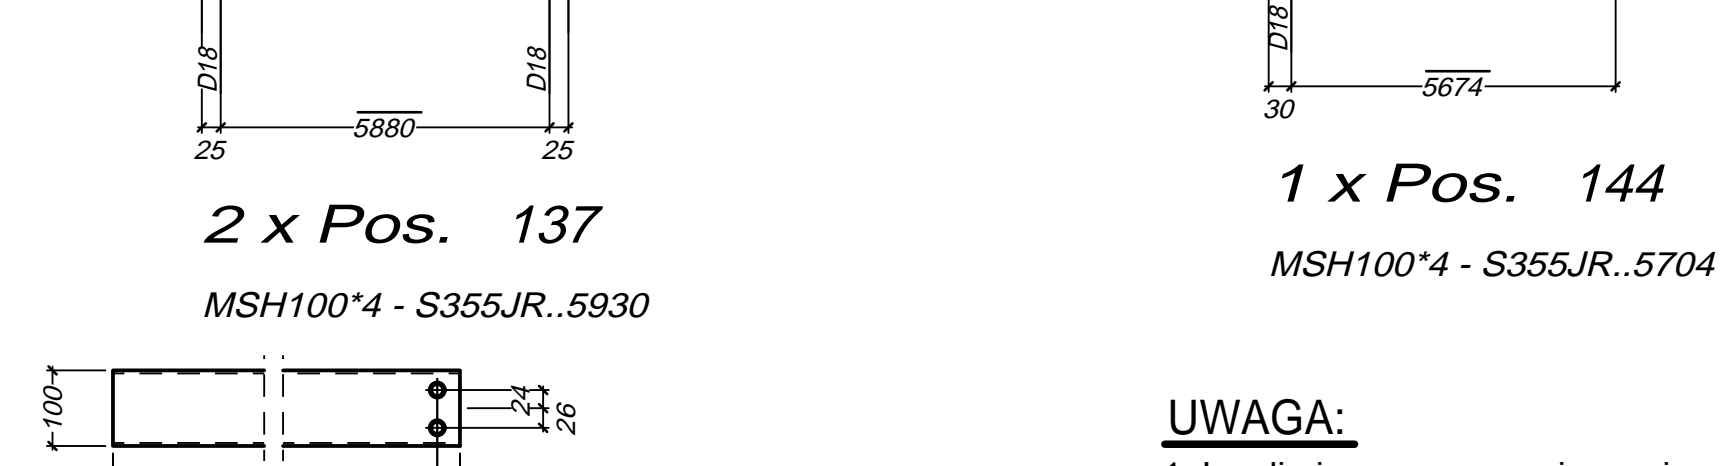 D18
D18
5880
25
25
2 x Pos. 137
MSH100*4 - S355JR..5930
100
24
26
D18
5674
30
1 x Pos. 144
MSH100*4 - S355JR..5704
UWAGA: